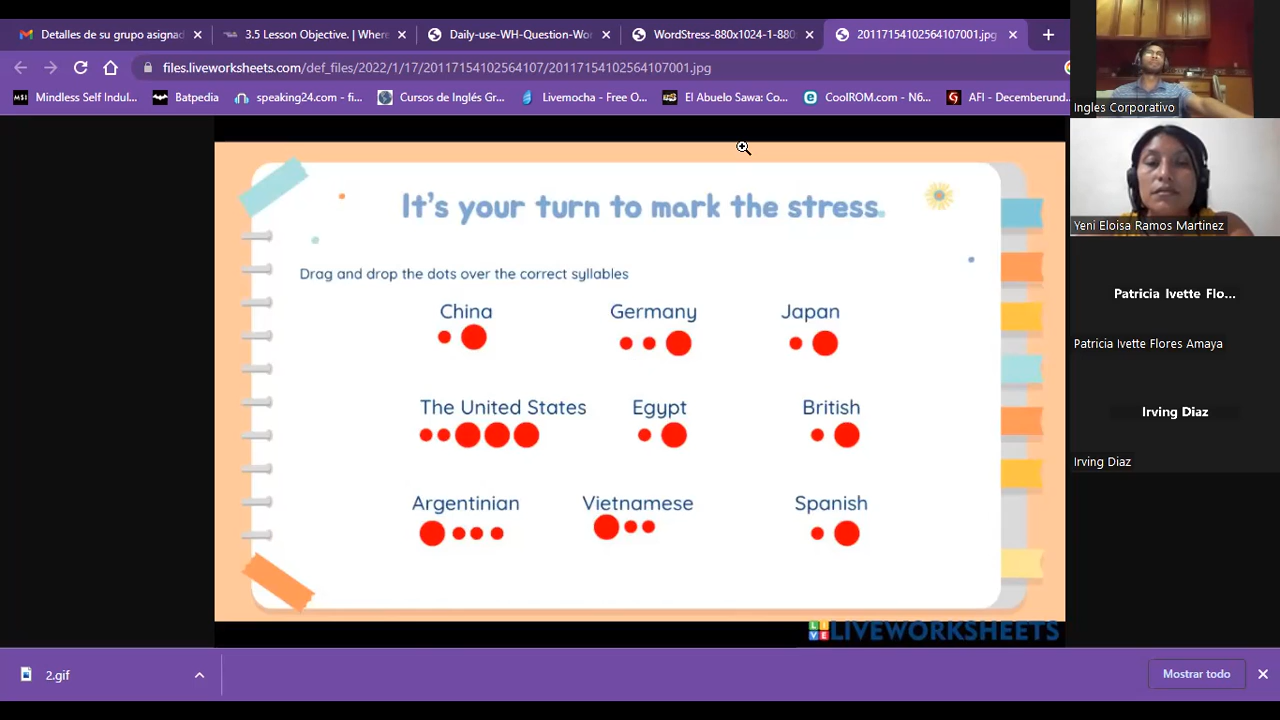 Detalles de su grupo asignad
3.5 Lesson Objective. | Where
Daily-use-WH-Question-Wo
WordStress-880x1024-1-880
20117154102564107001.jpg
files.liveworksheets.com/def_files/2022/1/17/20117154102564107/20117154102564107001.jpg
Mindless Self Indul...
Batpedia
speaking24.com - fi...
Cursos de Inglés Gr...
Livemocha - Free O...
El Abuelo Sawa: Co...
CoolROM.com - N6...
AFI - Decemberund...
It's your turn to mark the stress.
Drag and drop the dots over the correct syllables
China Germany Japan
The United States Egypt British
Argentinian Vietnamese Spanish
LIVEWORKSHEETS
Ingles Corporativo
Yeni Eloisa Ramos Martinez
Patricia Ivette Flo...
Patricia Ivette Flores Amaya
Irving Diaz
Irving Diaz
2.gif
Mostrar todo